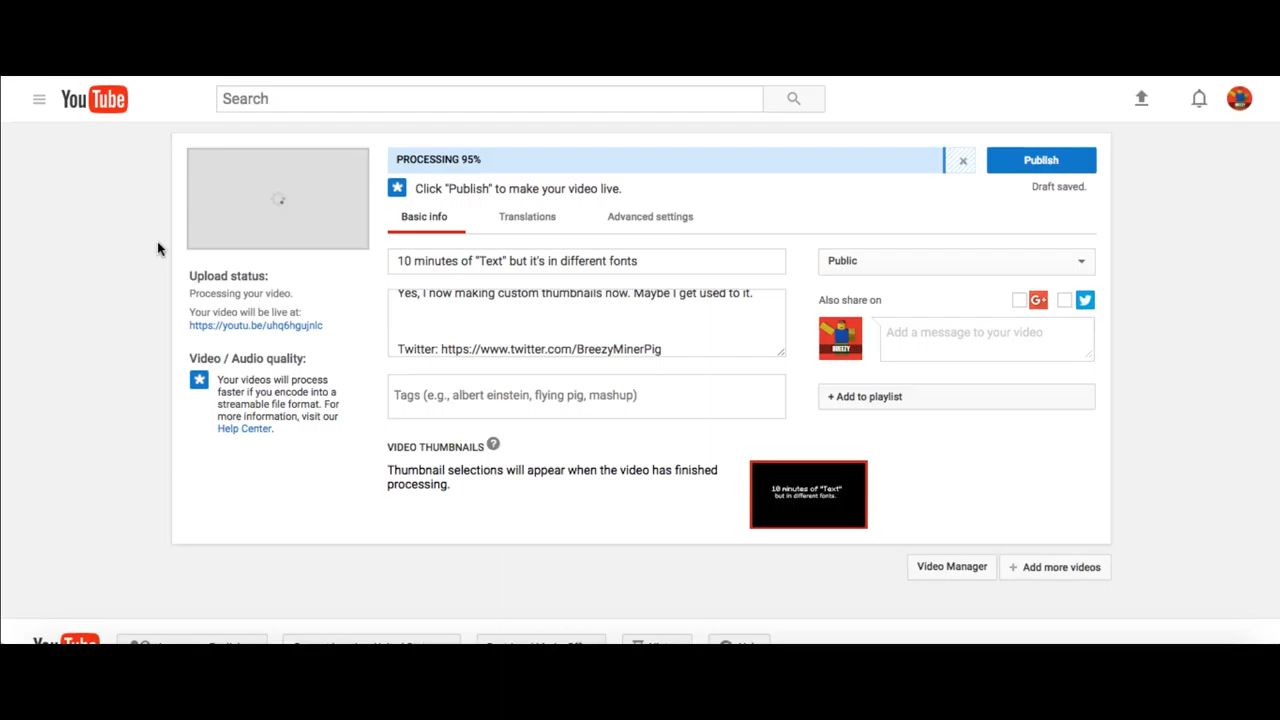 YouTube
Search
PROCESSING 95%
Publish
Click "Publish" to make your video live.
Draft saved.
Basic info
Translations
Advanced settings
10 minutes of "Text" but it's in different fonts
Public
Yes, I now making custom thumbnails now. Maybe I get used to it.
Twitter: https://www.twitter.com/BreezyMinerPig
Also share on
G+
BREEZY
Add a message to your video
Upload status:
Processing your video.
Your video will be live at:
https://youtu.be/uhq6hgujnlc
Video / Audio quality:
Your videos will process
faster if you encode into a
streamable file format. For
more information, visit our
Help Center.
Tags (e.g., albert einstein, flying pig, mashup)
+ Add to playlist
VIDEO THUMBNAILS ?
Thumbnail selections will appear when the video has finished
processing.
10 minutes of "Text"
but in different fonts.
Video Manager
+ Add more videos
YouTube